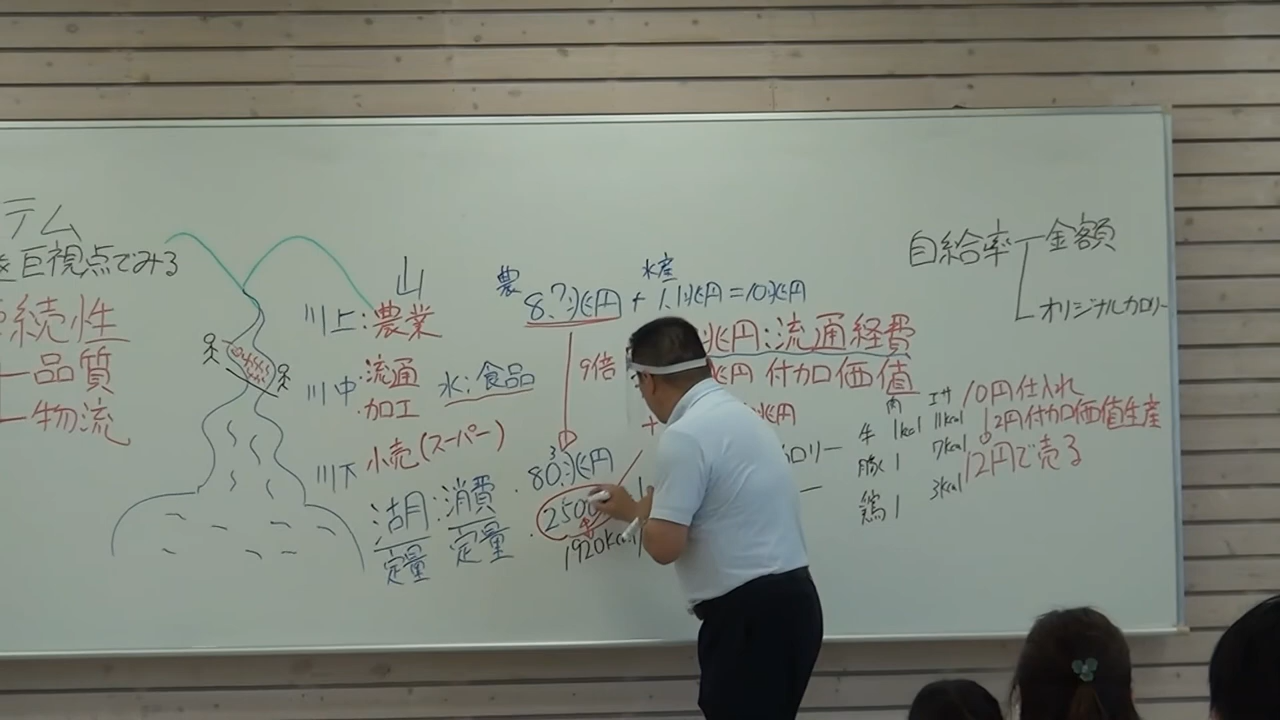 テム
巨視点でみる
続性
品質
物流
山
川上:農業
川中:流通
加工
川下 小売(スーパー)
水:食品
湖:消費
定量 定量
農 水産
8.?兆円 + 1.1兆円 = 10兆円
9倍
兆円:流通経費
兆円 付加価値
兆円
80兆円
1920kcal
ロリー
自給率 金額
オリジナルカロリー
肉 エサ
牛 1kcal 11kcal
豚 1 7kcal
鶏 1 3kcal
10円仕入れ
2円付加価値生産
12円で売る